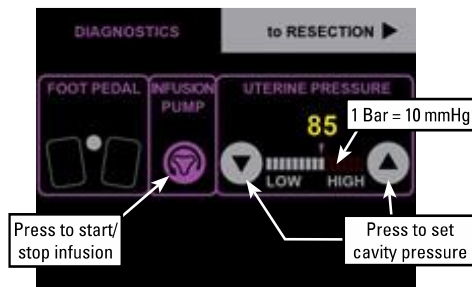 DIAGNOSTICS
to RESECTION
FOOT PEDAL
INFUSION
PUMP
UTERINE PRESSURE
85
1 Bar = 10 mmHg
LOW
HIGH
Press to start/
stop infusion
Press to set
cavity pressure